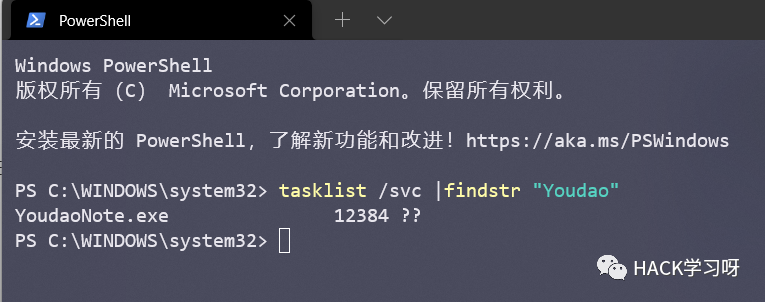 PowerShell
Windows PowerShell
版权所有 (C)  Microsoft Corporation。保留所有权利。
安装最新的 PowerShell，了解新功能和改进！https://aka.ms/PSWindows
PS C:\WINDOWS\system32> tasklist /svc |findstr "Youdao"
YoudaoNote.exe                12384 ??
PS C:\WINDOWS\system32>
HACK学习呀